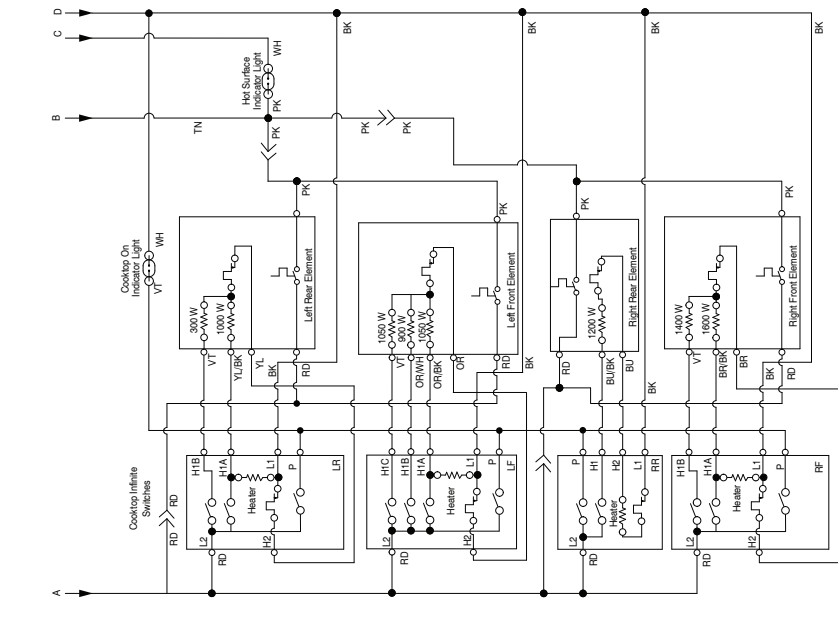 D
C
B
A
BK
BK
BK
BK
WH
Hot Surface
Indicator Light
PK
TN
PK
PK
PK
Cooktop On
Indicator Light
WH
VT
PK
PK
PK
PK
300 W
1000 W
Left Rear Element
1050 W
900 W
1050 W
Left Front Element
1200 W
Right Rear Element
1400 W
1600 W
Right Front Element
VT
YL/BK
YL
BK
RD
VT
OR/WH
OR/BK
OR
RD
BK
RD
BU/BK
BU
BK
VT
BR/BK
BR
BK
RD
Cooktop Infinite
Switches
RD
RD
H1B
H1A
L1
P
LR
Heater
L2
H2
RD
H1C
H1B
H1A
L1
P
LF
Heater
L2
H2
RD
P
H1
H2
L1
RR
Heater
L2
RD
H1B
H1A
L1
P
RF
Heater
L2
H2
RD